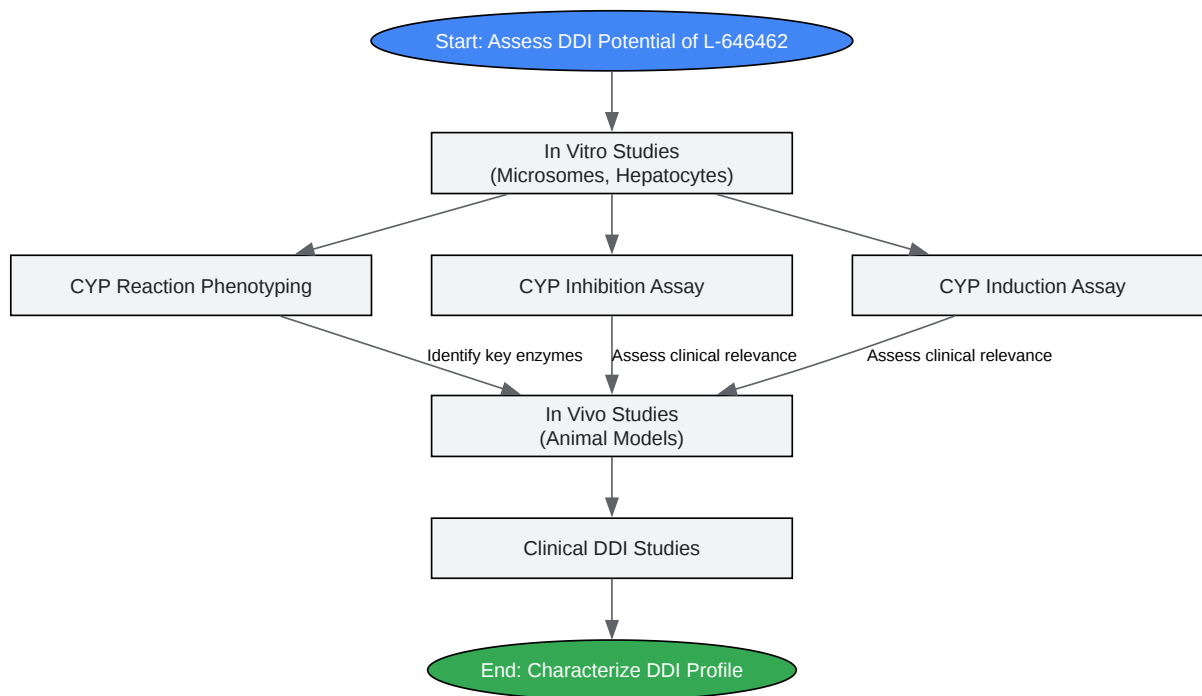 Start: Assess DDI Potential of L-646462
In Vitro Studies
(Microsomes, Hepatocytes)
CYP Reaction Phenotyping
CYP Inhibition Assay
CYP Induction Assay
Identify key enzymes
Assess clinical relevance
Assess clinical relevance
In Vivo Studies
(Animal Models)
Clinical DDI Studies
End: Characterize DDI Profile